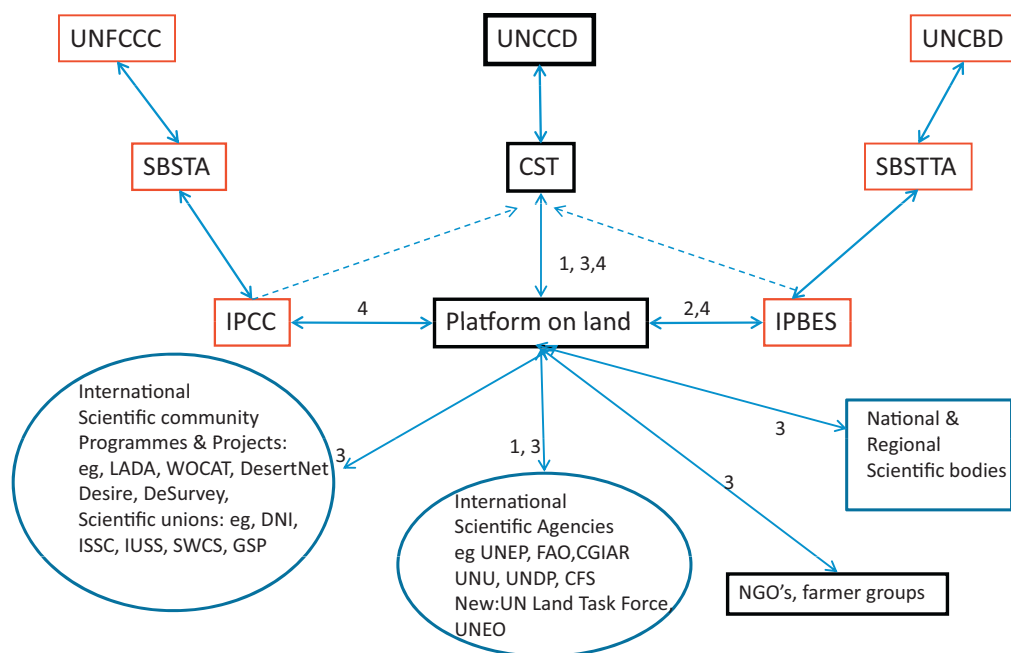 UNFCCC
UNCCD
UNCBD
SBSTA
CST
SBSTTA
1, 3,4
IPCC
4
Platform on land
2,4
IPBES
International
Scientific community
Programmes & Projects:
eg, LADA, WOCAT, DesertNet
Desire, DeSurvey,
Scientific unions: eg, DNI,
ISSC, IUSS, SWCS, GSP
3
1, 3
International
Scientific Agencies
eg UNEP, FAO,CGIAR
UNU, UNDP, CFS
New:UN Land Task Force,
UNEO
3
NGO's, farmer groups
3
National &
Regional
Scientific bodies